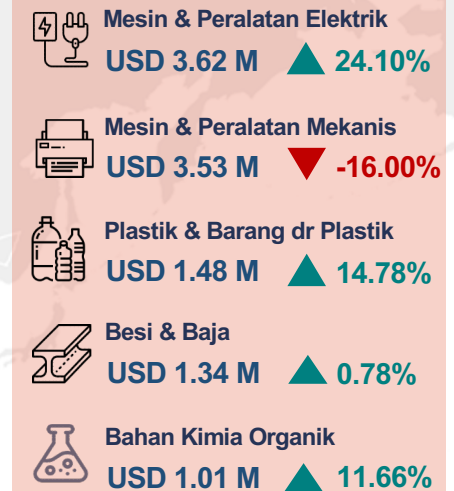 Mesin & Peralatan Elektrik
USD 3.62 M 24.10%
Mesin & Peralatan Mekanis
USD 3.53 M -16.00%
Plastik & Barang dr Plastik
USD 1.48 M 14.78%
Besi & Baja
USD 1.34 M 0.78%
Bahan Kimia Organik
USD 1.01 M 11.66%